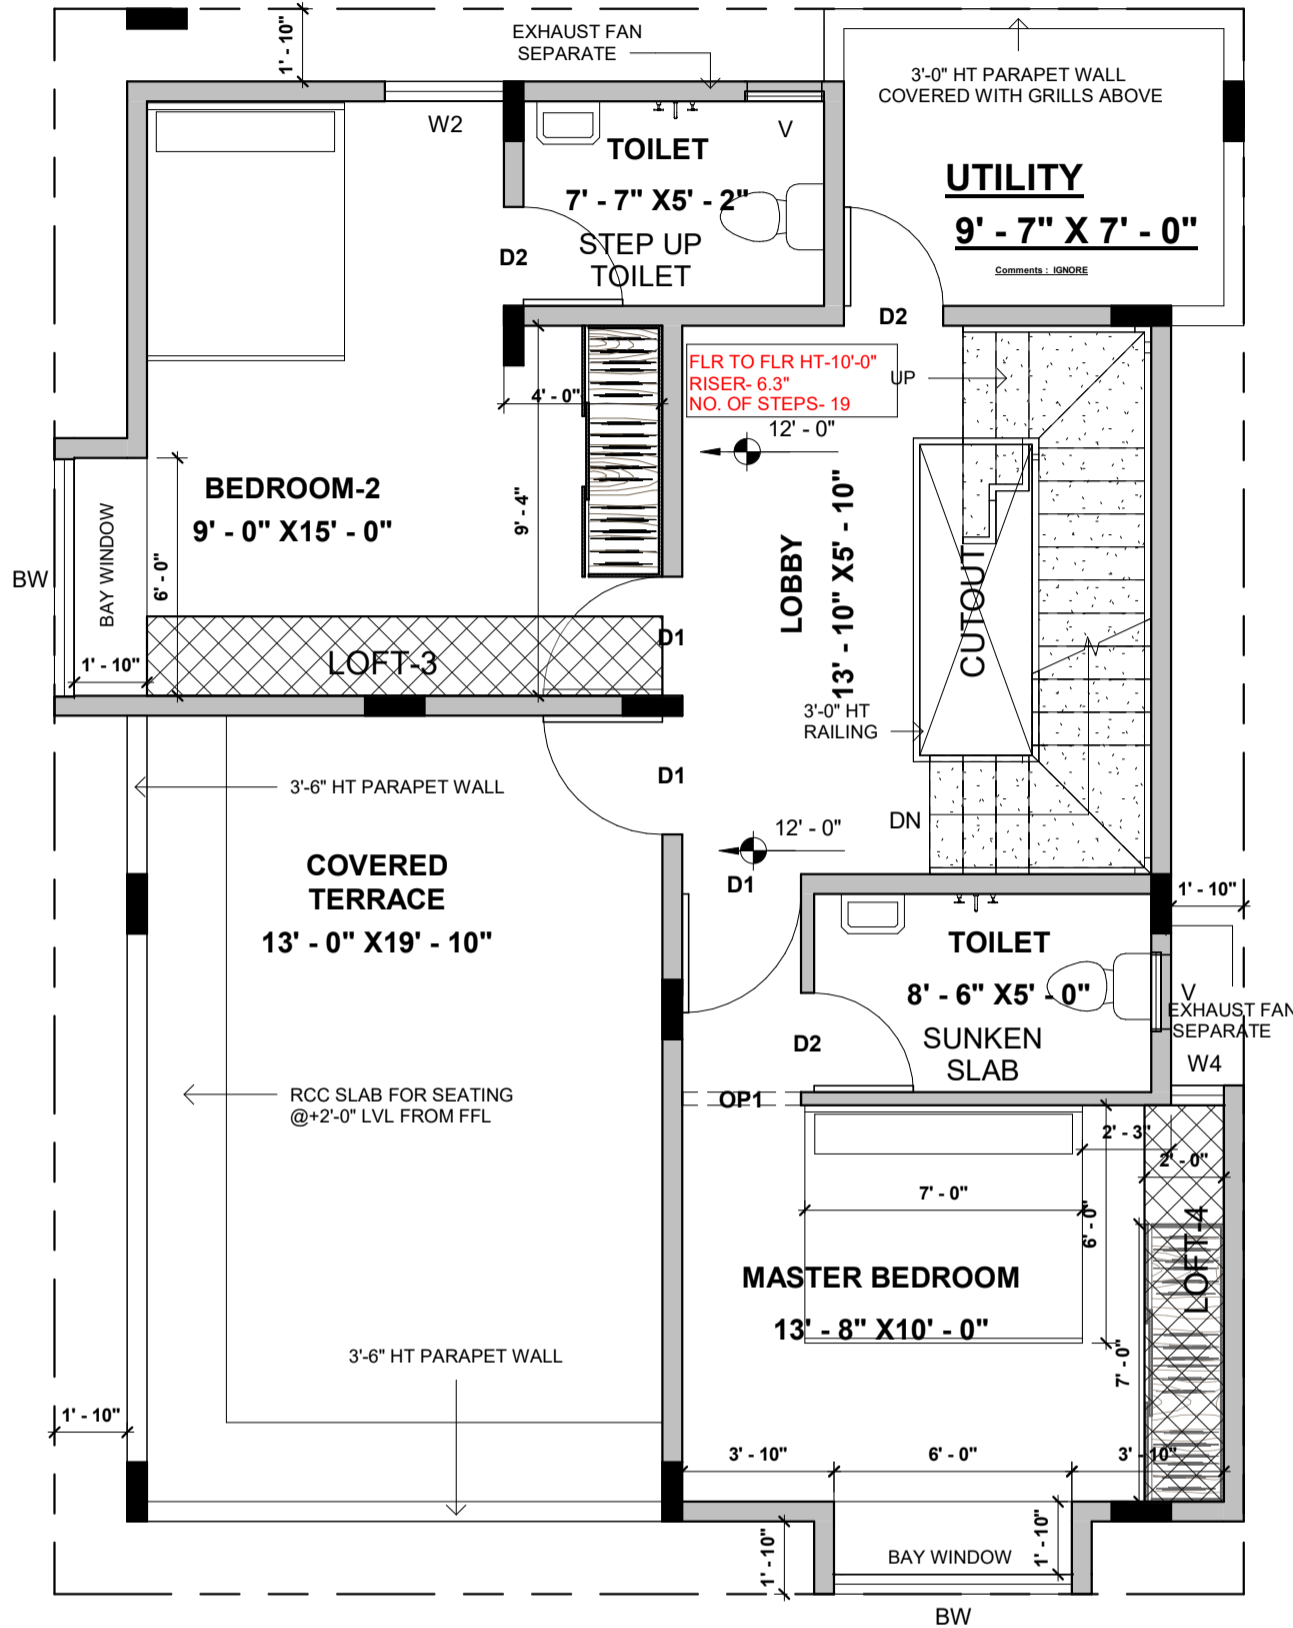 1' - 10"
EXHAUST FAN
SEPARATE
3'-0" HT PARAPET WALL
COVERED WITH GRILLS ABOVE
W2
V
TOILET
7' - 7" X5' - 2"
STEP UP
TOILET
D2
UTILITY
9' - 7" X 7' - 0"
Comments : IGNORE
D2
FLR TO FLR HT-10'-0"
RISER- 6.3"
NO. OF STEPS- 19
UP
4' - 0"
12' - 0"
BEDROOM-2
9' - 0" X15' - 0"
9' - 4"
LOBBY
13' - 10" X5' - 10"
CUTOUT
BW
BAY WINDOW
6' - 0"
1' - 10"
LOFT-3
D1
3'-0" HT
RAILING
D1
3'-6" HT PARAPET WALL
DN
12' - 0"
D1
COVERED
TERRACE
13' - 0" X19' - 10"
1' - 10"
TOILET
8' - 6" X5' - 0"
SUNKEN
SLAB
V
EXHAUST FAN
SEPARATE
D2
W4
OP1
RCC SLAB FOR SEATING
@+2'-0" LVL FROM FFL
2' - 3"
2' - 0"
7' - 0"
6' - 0"
LOFT-4
MASTER BEDROOM
13' - 8" X10' - 0"
7' - 0"
3'-6" HT PARAPET WALL
1' - 10"
3' - 10"
6' - 0"
3' - 10"
1' - 10"
1' - 10"
BAY WINDOW
BW